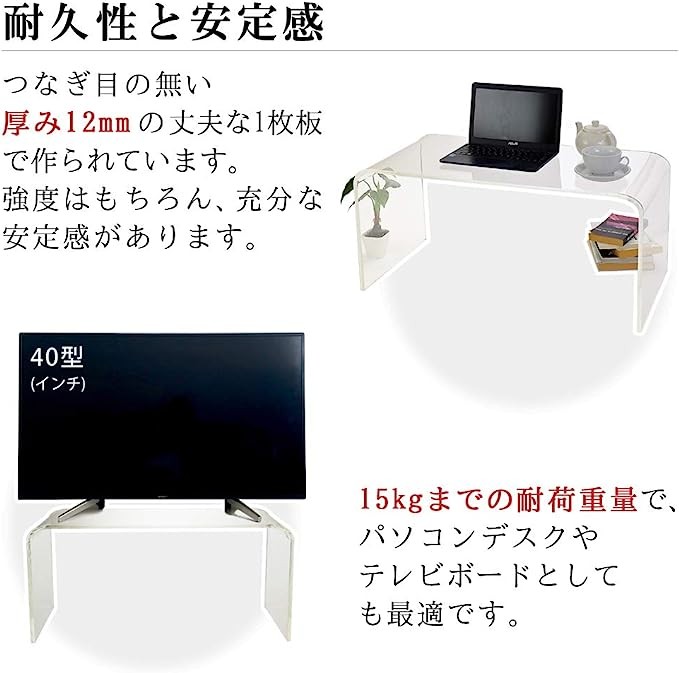 耐久性と安定感
つなぎ目の無い
厚み12mmの丈夫な1枚板
で作られています。
強度はもちろん、充分な
安定感があります。
ASUS
40型
(インチ)
15kgまでの耐荷重量で、
パソコンデスクや
テレビボードとして
も最適です。